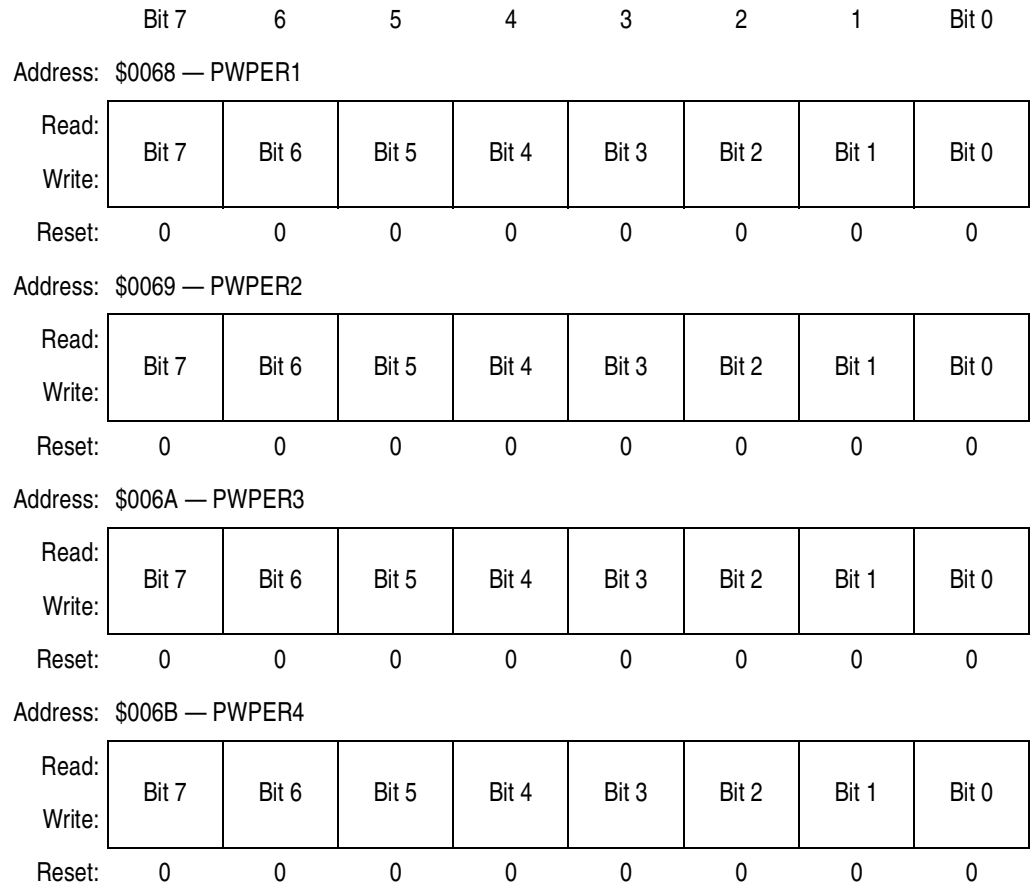 Bit 7 6 5 4 3 2 1 Bit 0
Address: $0068 — PWPER1
Read:
Bit 7 Bit 6 Bit 5 Bit 4 Bit 3 Bit 2 Bit 1 Bit 0
Write:
Reset: 0 0 0 0 0 0 0 0
Address: $0069 — PWPER2
Read:
Bit 7 Bit 6 Bit 5 Bit 4 Bit 3 Bit 2 Bit 1 Bit 0
Write:
Reset: 0 0 0 0 0 0 0 0
Address: $006A — PWPER3
Read:
Bit 7 Bit 6 Bit 5 Bit 4 Bit 3 Bit 2 Bit 1 Bit 0
Write:
Reset: 0 0 0 0 0 0 0 0
Address: $006B — PWPER4
Read:
Bit 7 Bit 6 Bit 5 Bit 4 Bit 3 Bit 2 Bit 1 Bit 0
Write:
Reset: 0 0 0 0 0 0 0 0